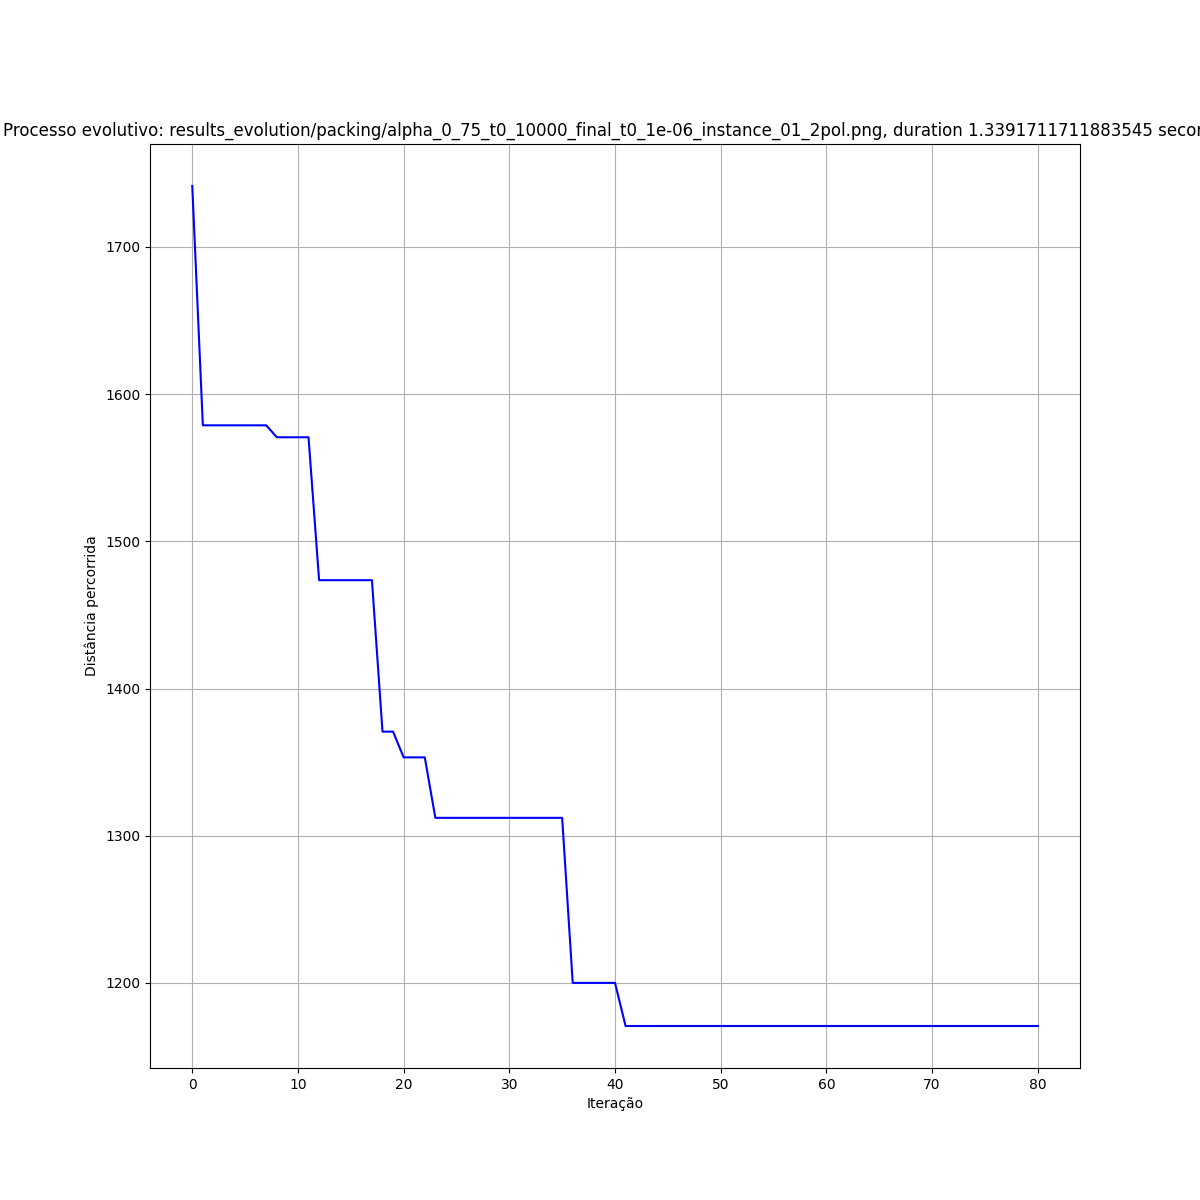 Processo evolutivo: results_evolution/packing/alpha_0_75_t0_10000_final_t0_1e-06_instance_01_2pol.png, duration 1.3391711711883545 secon
1700
1600
1500
1400
1300
1200
Distância percorrida
0 10 20 30 40 50 60 70 80
Iteração